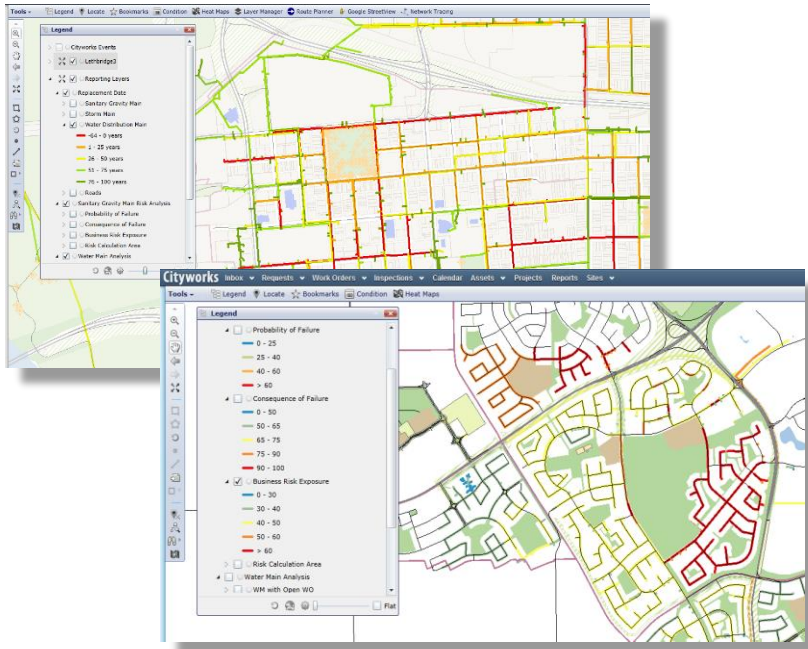 Tools Legend Locate Bookmarks Condition Heat Maps Layer Manager Route Planner Google StreetView Network Tracing
Legend
Cityworks Events
Lethbridge3
Reporting Layers
Replacement Date
Sanitary Gravity Main
Storm Main
Water Distribution Main
-64 - 0 years
1 - 25 years
26 - 50 years
51 - 75 years
76 - 100 years
Roads
Sanitary Gravity Main Risk Analysis
Probability of Failure
Consequence of Failure
Business Risk Exposure
Risk Calculation Area
Water Main Analysis
Cityworks Inbox Requests Work Orders Inspections Calendar Assets Projects Reports Sites
Tools Legend Locate Bookmarks Condition Heat Maps
Legend
Probability of Failure
0 - 25
25 - 40
40 - 60
> 60
Consequence of Failure
0 - 50
50 - 65
65 - 75
75 - 90
90 - 100
Business Risk Exposure
0 - 30
30 - 40
40 - 50
50 - 60
> 60
Risk Calculation Area
Water Main Analysis
WM with Open WO
Flat